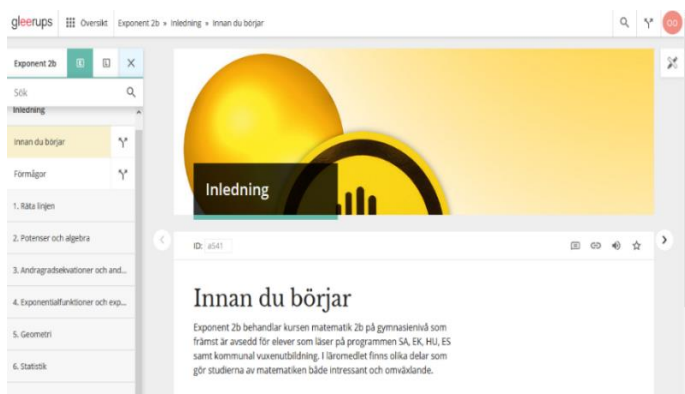 gleerups Översikt Exponent 2b » Inledning » Innan du börjar
Exponent 2b
Sök
Inledning
Innan du börjar
Förmågor
1. Räta linjen
2. Potenser och algebra
3. Andragradsekvationer och and...
4. Exponentialfunktioner och exp...
5. Geometri
6. Statistik
Inledning
ID: a541
Innan du börjar
Exponent 2b behandlar kursen matematik 2b på gymnasienivå som
främst är avsedd för elever som läser på programmen SA, EK, HU, ES
samt kommunal vuxenutbildning. I läromedlet finns olika delar som
gör studierna av matematiken både intressant och omväxlande.